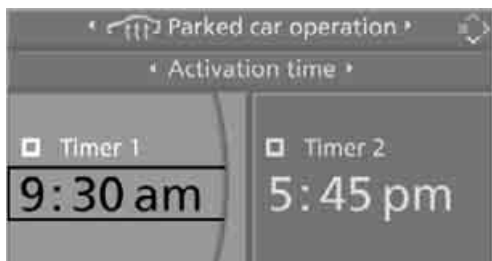 Parked car operation
Activation time
Timer 1
9:30 am
Timer 2
5:45 pm